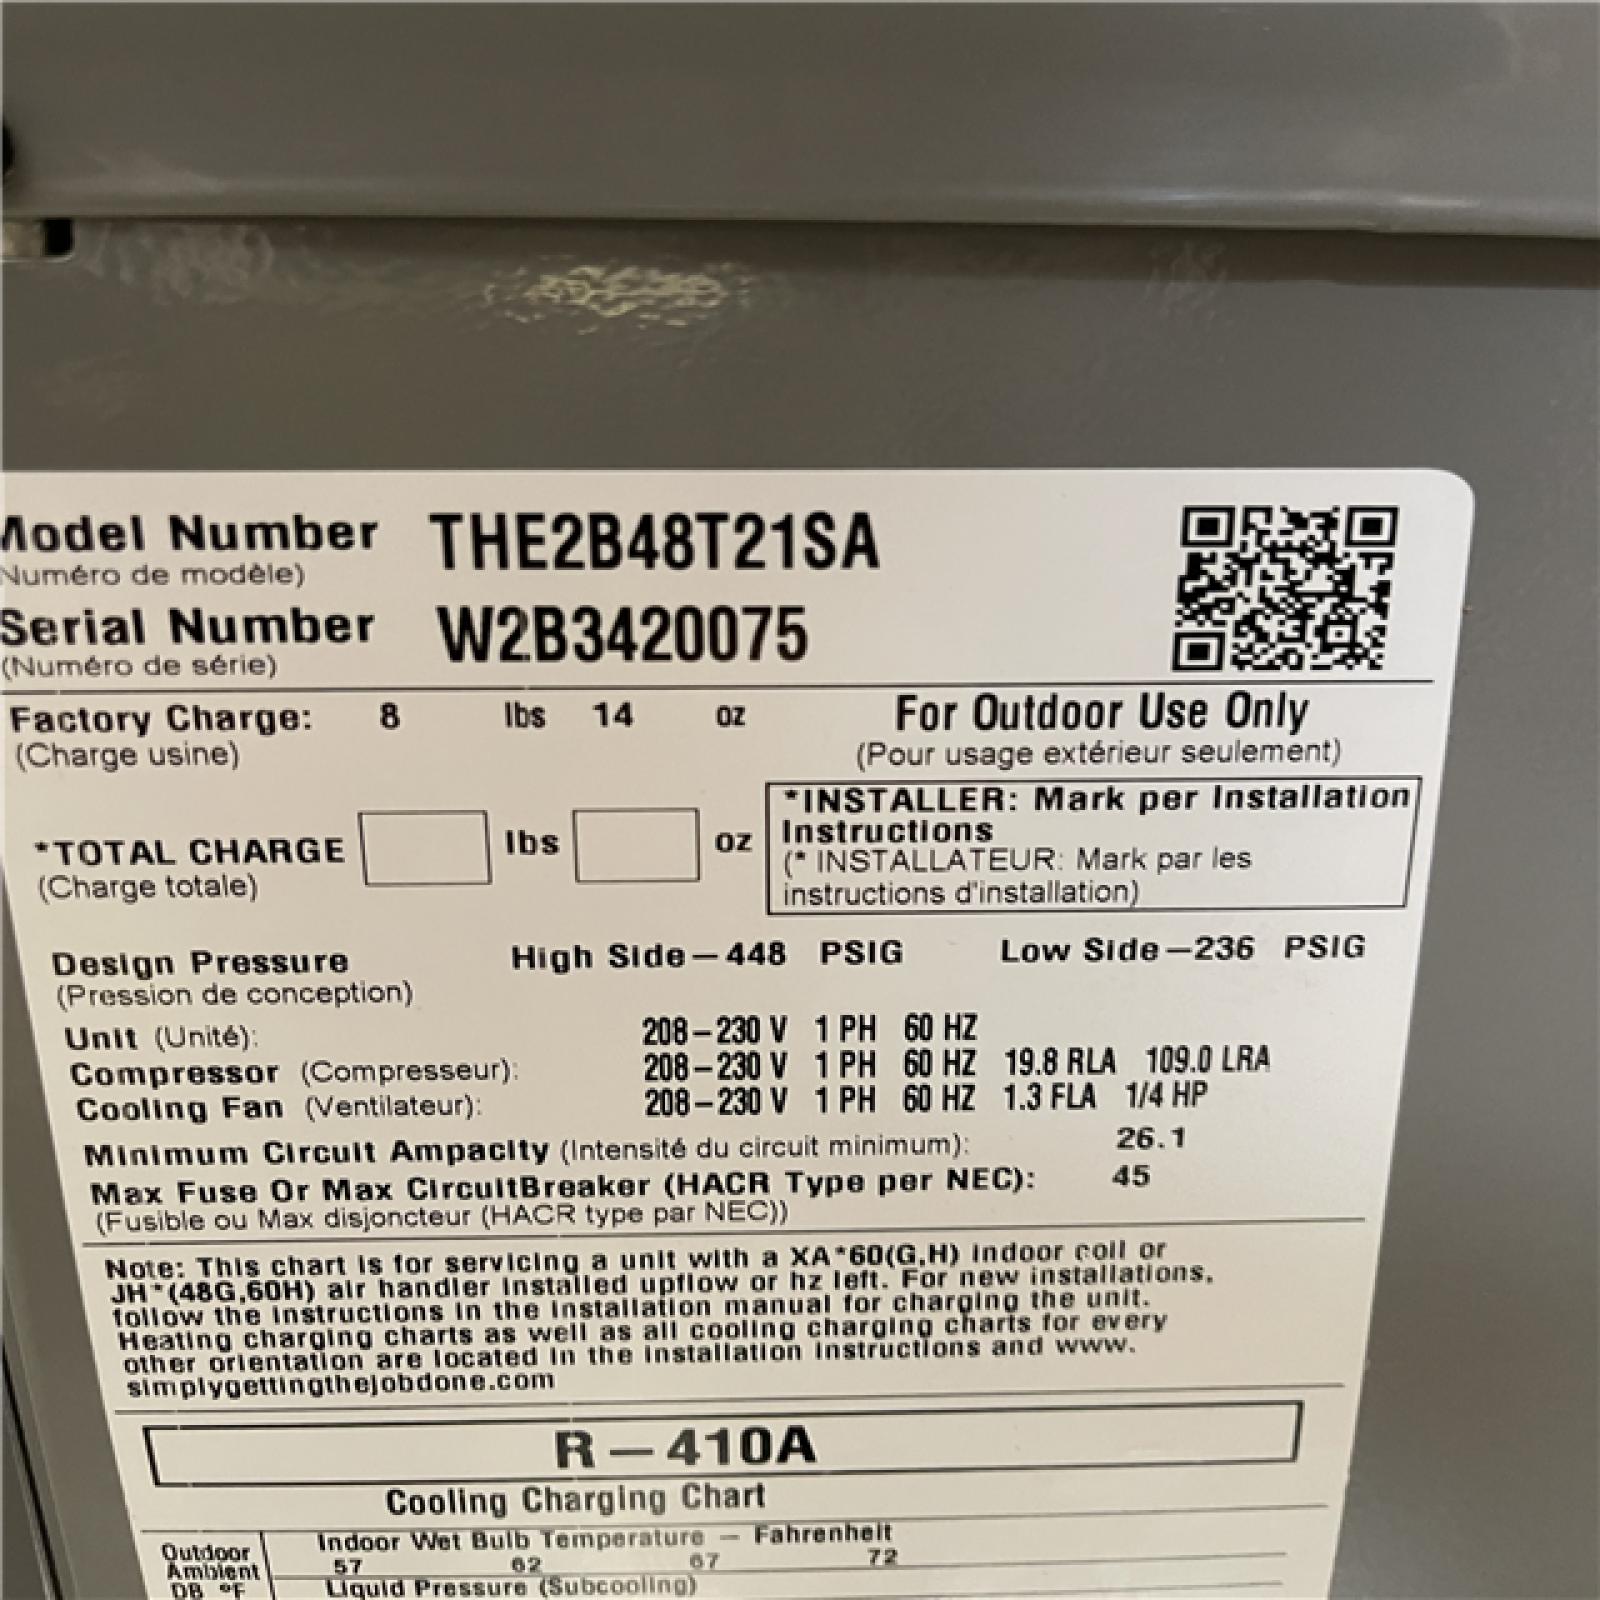 Model Number THE2B48T21SA
(Numéro de modèle)
Serial Number W2B3420075
(Numéro de série)
Factory Charge: 8 lbs 14 oz For Outdoor Use Only
(Charge usine) (Pour usage extérieur seulement)
*TOTAL CHARGE lbs oz
(Charge totale)
*INSTALLER: Mark per Installation
Instructions
(* INSTALLATEUR: Mark par les
instructions d'installation)
Design Pressure High Side—448 PSIG Low Side—236 PSIG
(Pression de conception)
Unit (Unité): 208-230 V 1 PH 60 HZ
Compressor (Compresseur): 208-230 V 1 PH 60 HZ 19.8 RLA 109.0 LRA
Cooling Fan (Ventilateur): 208-230 V 1 PH 60 HZ 1.3 FLA 1/4 HP
Minimum Circuit Ampacity (Intensité du circuit minimum): 26.1
Max Fuse Or Max CircuitBreaker (HACR Type per NEC): 45
(Fusible ou Max disjoncteur (HACR type par NEC))
Note: This chart is for servicing a unit with a XA*60(G,H) indoor coil or
JH*(48G,60H) air handler installed upflow or hz left. For new installations,
follow the instructions in the installation manual for charging the unit.
Heating charging charts as well as all cooling charging charts for every
other orientation are located in the installation instructions and www.
simplygettingthejobdone.com
R—410A
Cooling Charging Chart
Outdoor
Ambient
DB °F
Indoor Wet Bulb Temperature — Fahrenheit
57 62 67 72
Liquid Pressure (Subcooling)